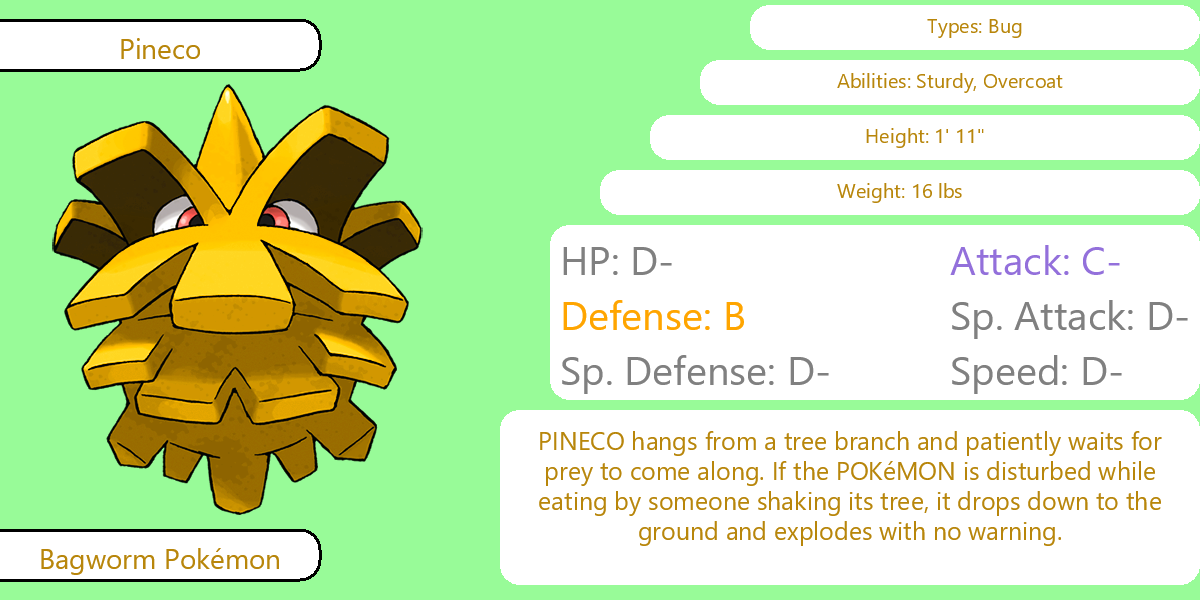 Pineco
Types: Bug
Abilities: Sturdy, Overcoat
Height: 1' 11"
Weight: 16 lbs
HP: D-
Attack: C-
Defense: B
Sp. Attack: D-
Sp. Defense: D-
Speed: D-
PINECO hangs from a tree branch and patiently waits for
prey to come along. If the POKéMON is disturbed while
eating by someone shaking its tree, it drops down to the
ground and explodes with no warning.
Bagworm Pokémon